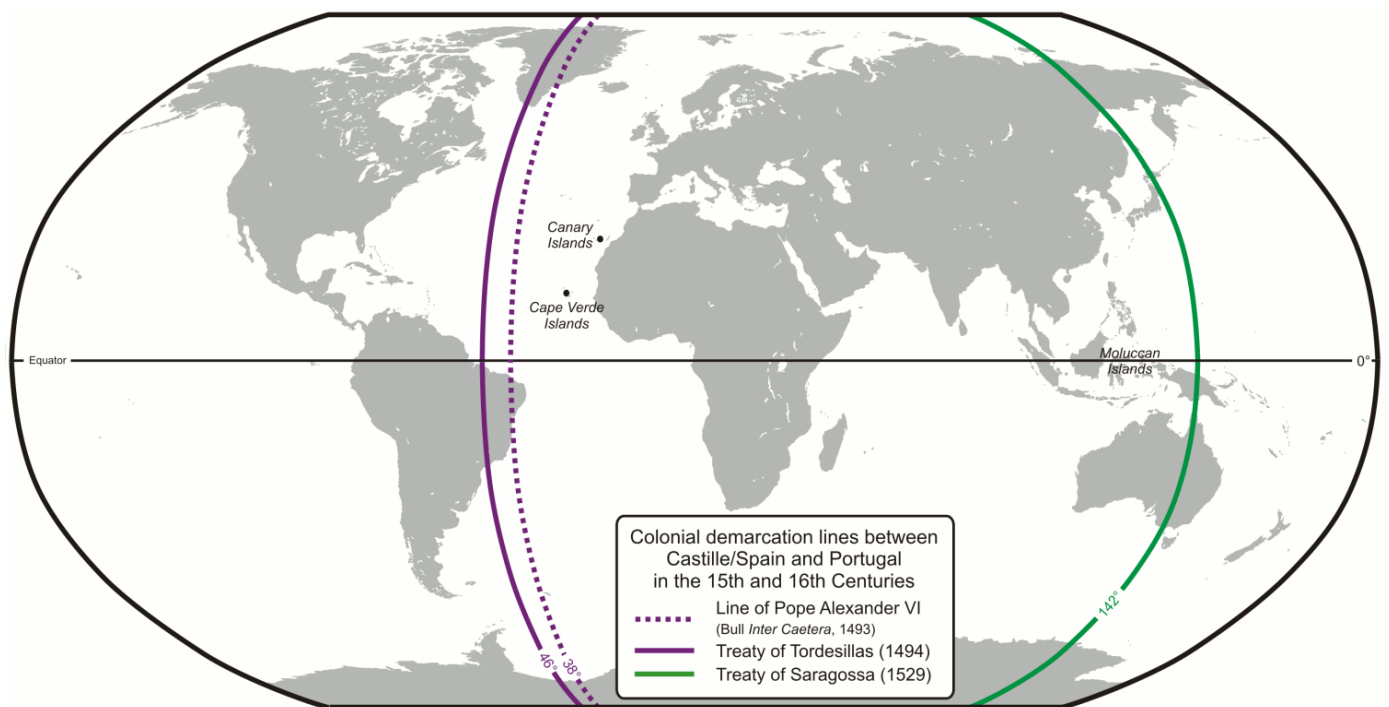 Canary
Islands
Cape Verde
Islands
Equator
Moluccan
Islands
0°
Colonial demarcation lines between
Castille/Spain and Portugal
in the 15th and 16th Centuries
Line of Pope Alexander VI
(Bull Inter Caetera, 1493)
Treaty of Tordesillas (1494)
Treaty of Saragossa (1529)
46°
38°
142°